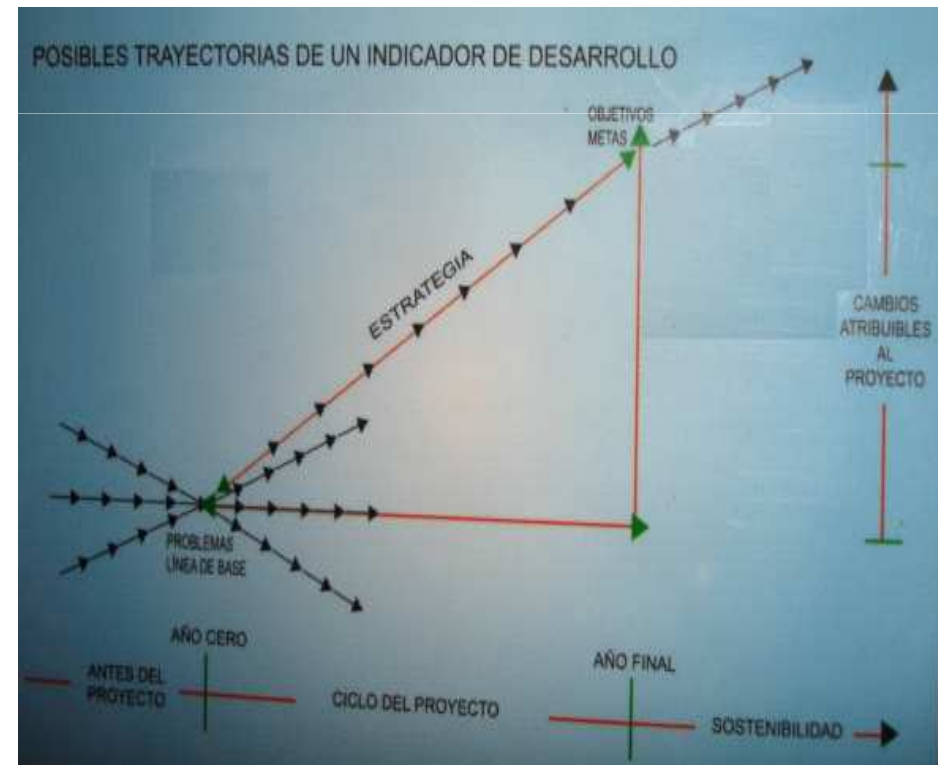 POSIBLES TRAYECTORIAS DE UN INDICADOR DE DESARROLLO
OBJETIVOS
METAS
ESTRATEGIA
CAMBIOS
ATRIBUIBLES
AL
PROYECTO
PROBLEMAS
LÍNEA DE BASE
AÑO CERO
AÑO FINAL
ANTES DEL
PROYECTO
CICLO DEL PROYECTO
SOSTENIBILIDAD